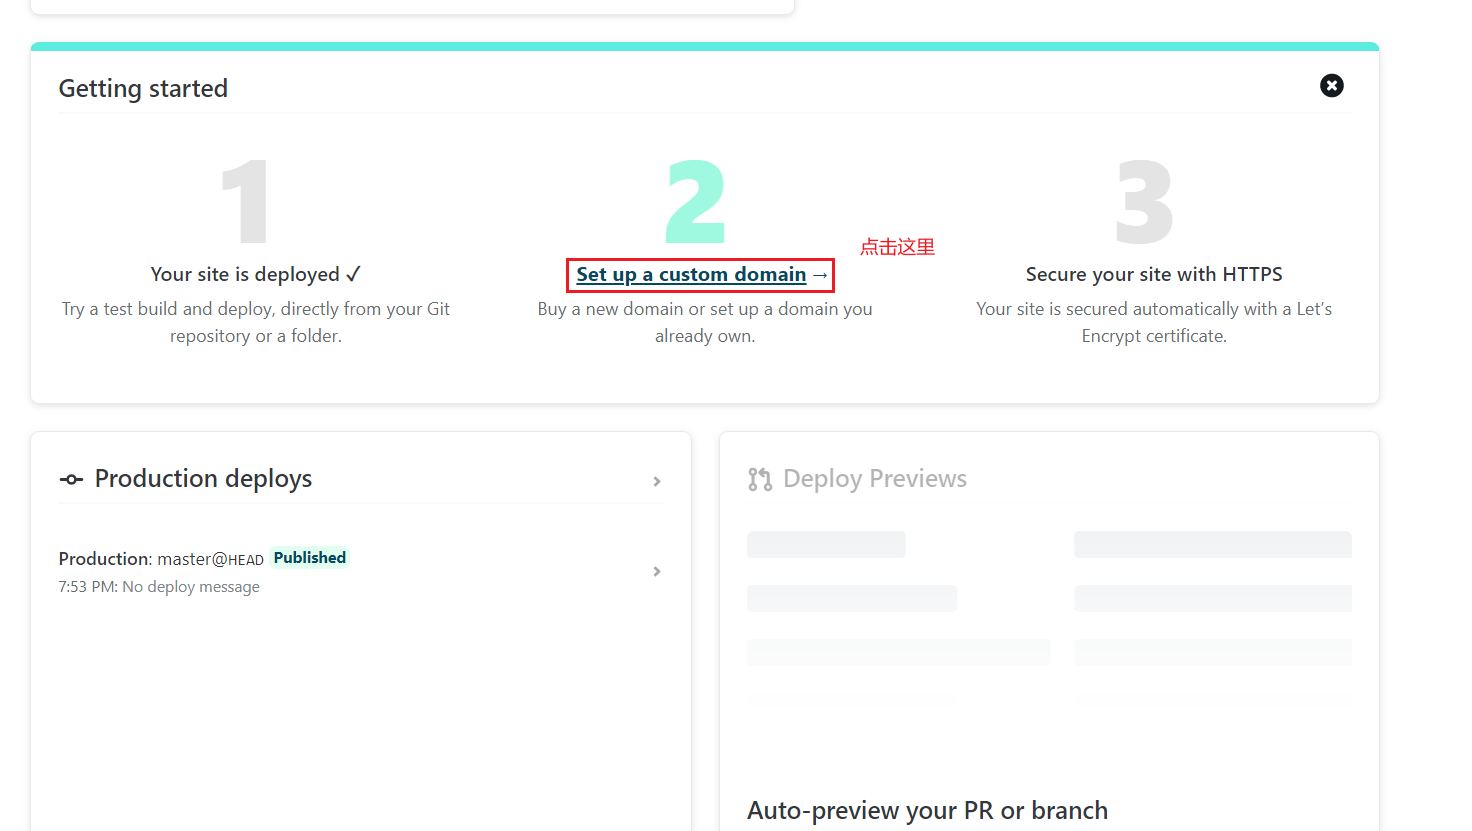 Getting started
1
2
3
点击这里
Your site is deployed ✓
Try a test build and deploy, directly from your Git
repository or a folder.
Set up a custom domain →
Buy a new domain or set up a domain you
already own.
Secure your site with HTTPS
Your site is secured automatically with a Let’s
Encrypt certificate.
Production deploys
Production: master@HEAD Published
7:53 PM: No deploy message
Deploy Previews
Auto-preview your PR or branch